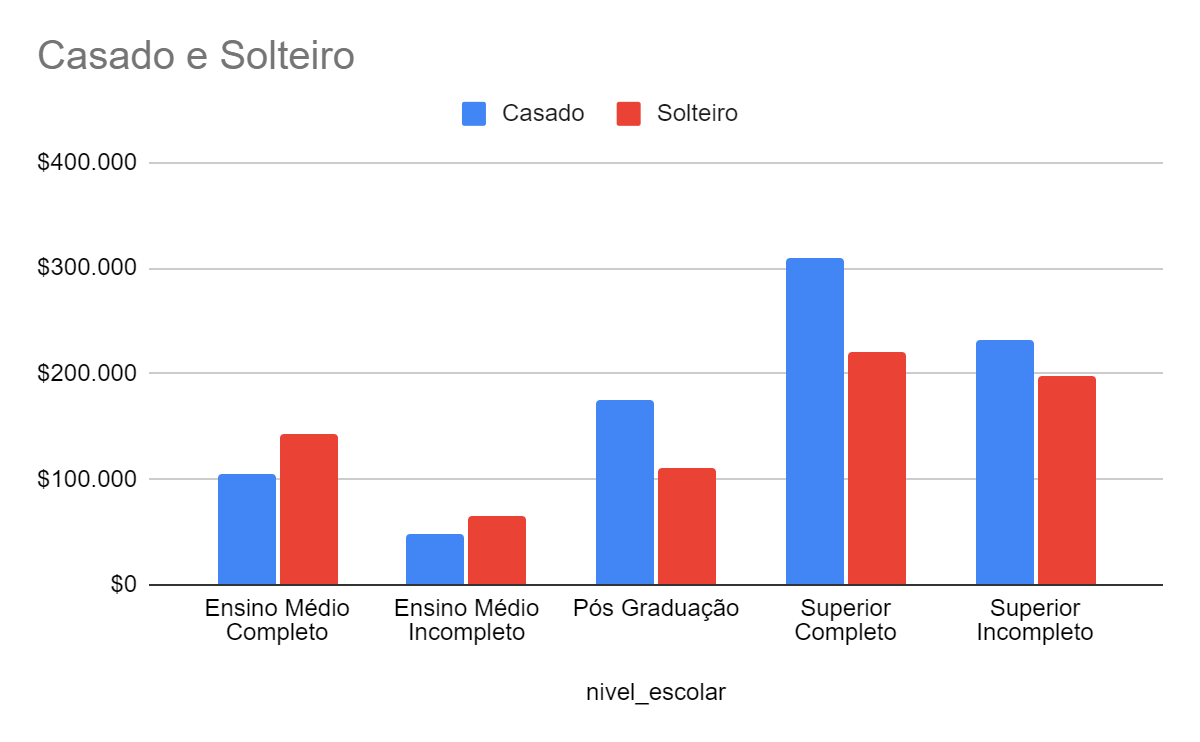 Casado e Solteiro
Casado
Solteiro
$400.000
$300.000
$200.000
$100.000
$0
Ensino Médio
Completo
Ensino Médio
Incompleto
Pós Graduação
Superior
Completo
Superior
Incompleto
nivel_escolar